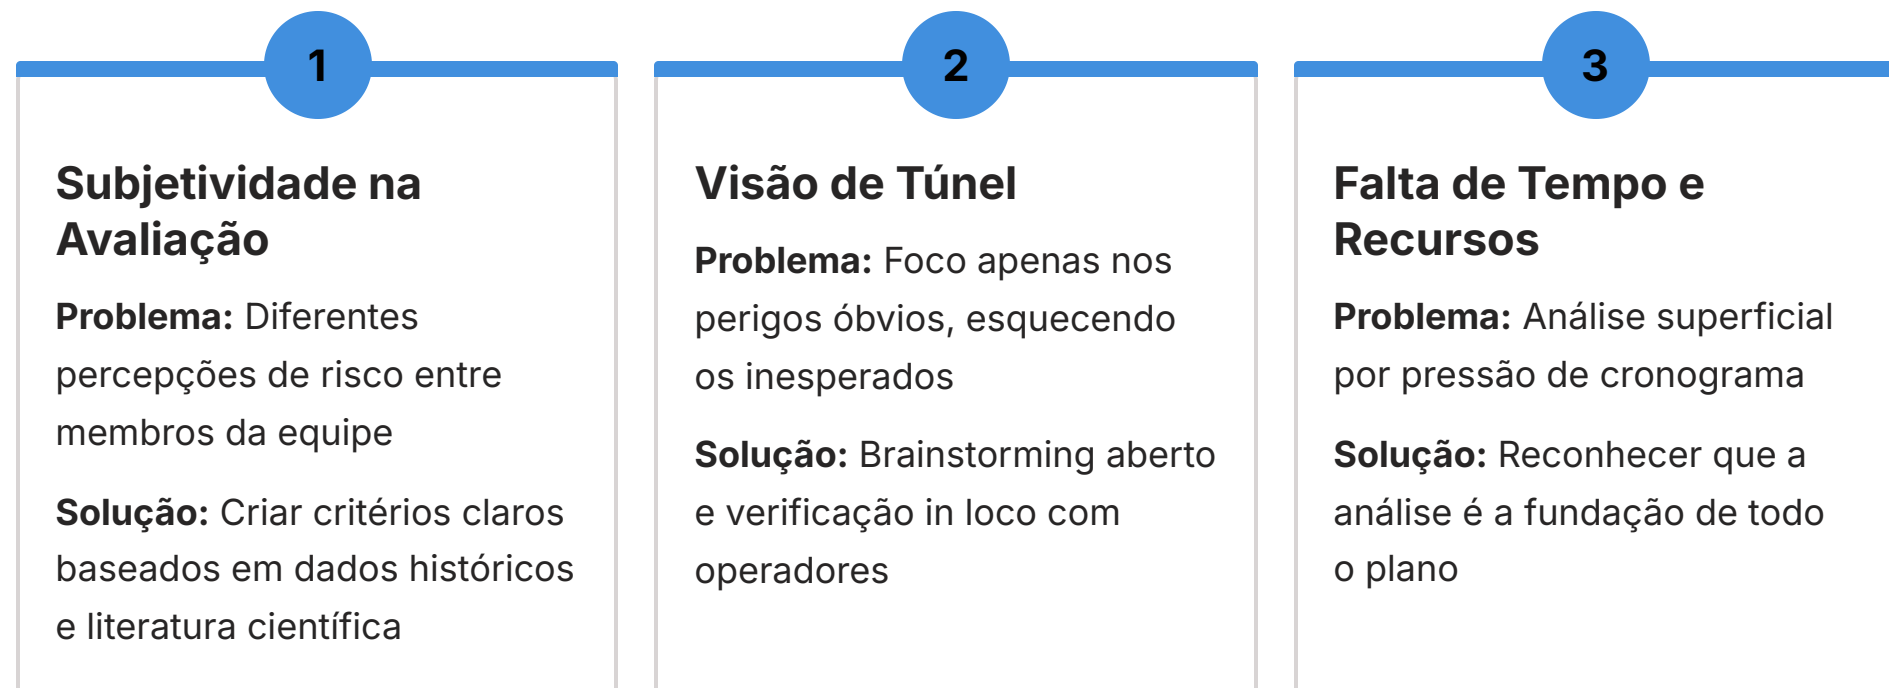 1
Subjetividade na
Avaliação
Problema: Diferentes
percepções de risco entre
membros da equipe
Solução: Criar critérios claros
baseados em dados históricos
e literatura científica
2
Visão de Túnel
Problema: Foco apenas nos
perigos óbvios, esquecendo
os inesperados
Solução: Brainstorming aberto
e verificação in loco com
operadores
3
Falta de Tempo e
Recursos
Problema: Análise superficial
por pressão de cronograma
Solução: Reconhecer que a
análise é a fundação de todo
o plano